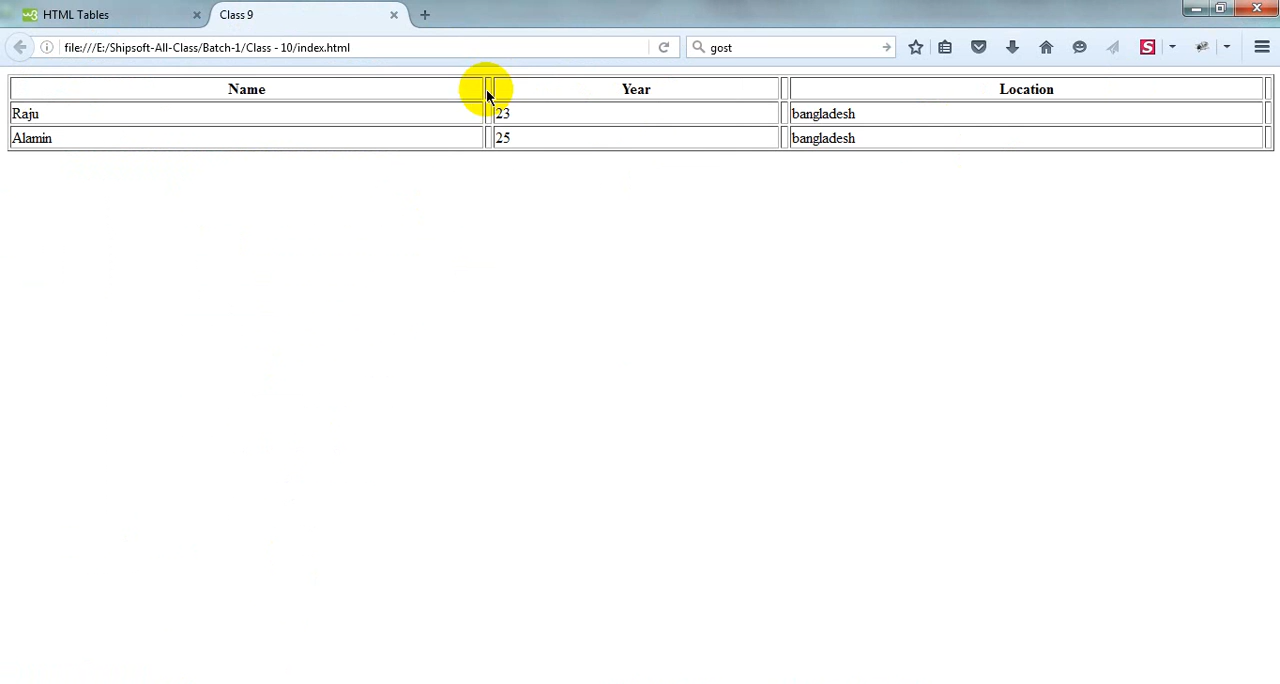 HTML Tables
Class 9
file:///E:/Shipsoft-All-Class/Batch-1/Class - 10/index.html
gost
Name Year Location
Raju 23 bangladesh
Alamin 25 bangladesh